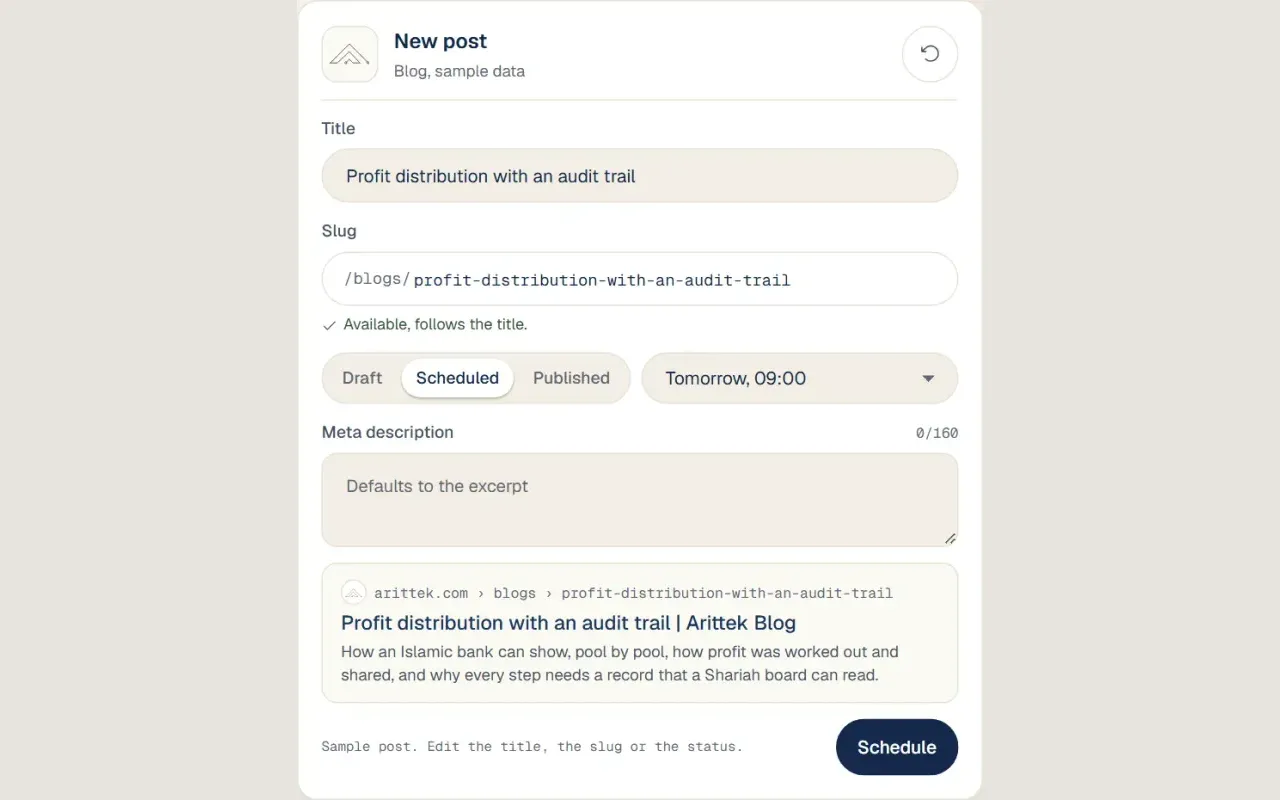 New post
Blog, sample data
Title
Profit distribution with an audit trail
Slug
/blogs/ profit-distribution-with-an-audit-trail
Available, follows the title.
Draft Scheduled Published Tomorrow, 09:00
Meta description 0/160
Defaults to the excerpt
arittek.com › blogs › profit-distribution-with-an-audit-trail
Profit distribution with an audit trail | Arittek Blog
How an Islamic bank can show, pool by pool, how profit was worked out and
shared, and why every step needs a record that a Shariah board can read.
Sample post. Edit the title, the slug or the status. Schedule